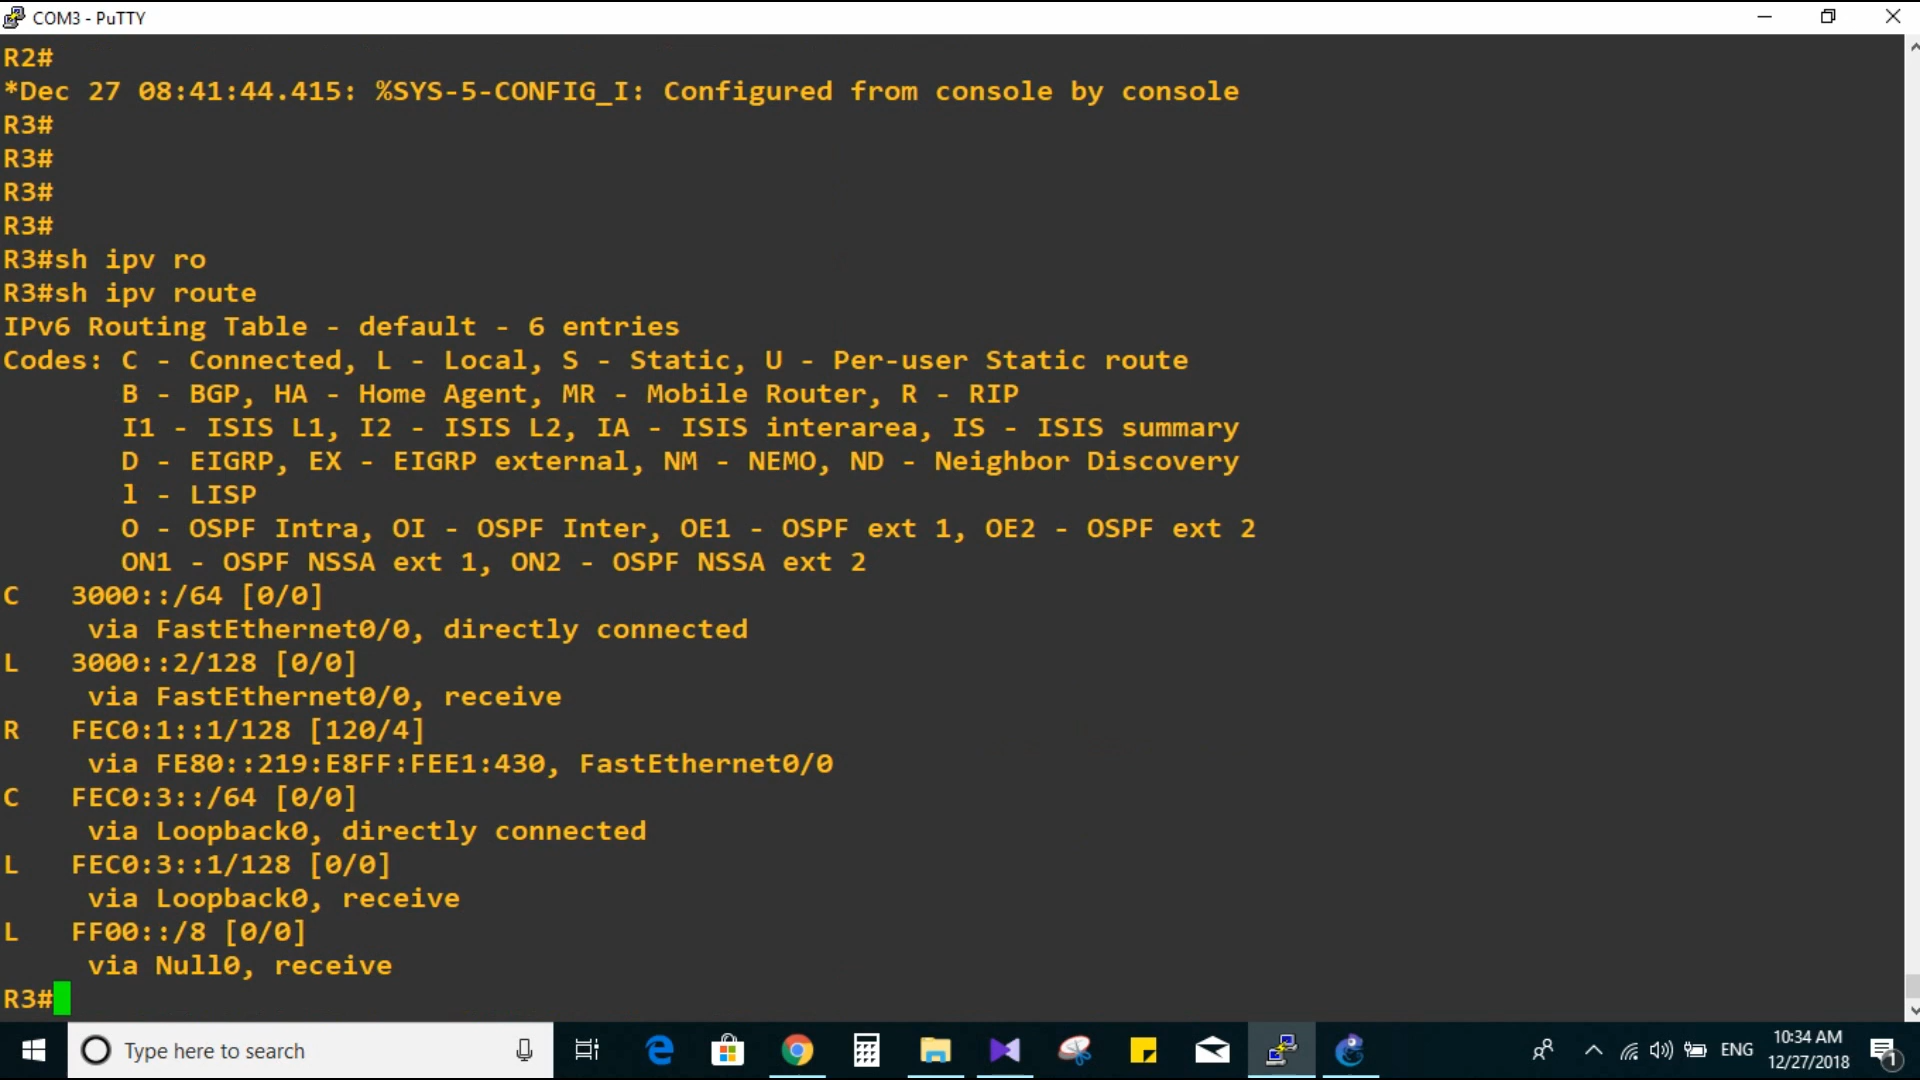 COM3 - PuTTY
R2#
*Dec 27 08:41:44.415: %SYS-5-CONFIG_I: Configured from console by console
R3#
R3#
R3#
R3#
R3#sh ipv ro
R3#sh ipv route
IPv6 Routing Table - default - 6 entries
Codes: C - Connected, L - Local, S - Static, U - Per-user Static route
       B - BGP, HA - Home Agent, MR - Mobile Router, R - RIP
       I1 - ISIS L1, I2 - ISIS L2, IA - ISIS interarea, IS - ISIS summary
       D - EIGRP, EX - EIGRP external, NM - NEMO, ND - Neighbor Discovery
       l - LISP
       O - OSPF Intra, OI - OSPF Inter, OE1 - OSPF ext 1, OE2 - OSPF ext 2
       ON1 - OSPF NSSA ext 1, ON2 - OSPF NSSA ext 2
C   3000::/64 [0/0]
     via FastEthernet0/0, directly connected
L   3000::2/128 [0/0]
     via FastEthernet0/0, receive
R   FEC0:1::1/128 [120/4]
     via FE80::219:E8FF:FEE1:430, FastEthernet0/0
C   FEC0:3::/64 [0/0]
     via Loopback0, directly connected
L   FEC0:3::1/128 [0/0]
     via Loopback0, receive
L   FF00::/8 [0/0]
     via Null0, receive
R3#
Type here to search
ENG
10:34 AM
12/27/2018
1